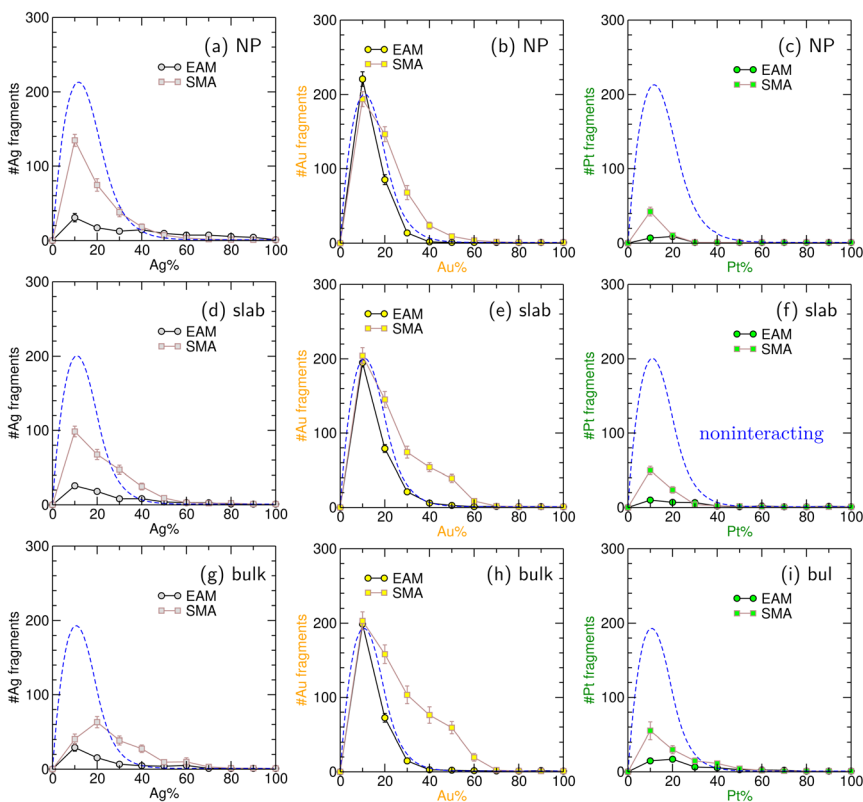 300
(a) NP
EAM
SMA
200
100
0
#Ag fragments
0 20 40 60 80 100
Ag%
300
(b) NP
EAM
SMA
200
100
0
#Au fragments
0 20 40 60 80 100
Au%
300
(c) NP
EAM
SMA
200
100
0
#Pt fragments
0 20 40 60 80 100
Pt%
300
(d) slab
EAM
SMA
200
100
0
#Ag fragments
0 20 40 60 80 100
Ag%
300
(e) slab
EAM
SMA
200
100
0
#Au fragments
0 20 40 60 80 100
Au%
300
(f) slab
EAM
SMA
200
noninteracting
100
0
#Pt fragments
0 20 40 60 80 100
Pt%
300
(g) bulk
EAM
SMA
200
100
0
#Ag fragments
0 20 40 60 80 100
Ag%
300
(h) bulk
EAM
SMA
200
100
0
#Au fragments
0 20 40 60 80 100
Au%
300
(i) bul
EAM
SMA
200
100
0
#Pt fragments
0 20 40 60 80 100
Pt%